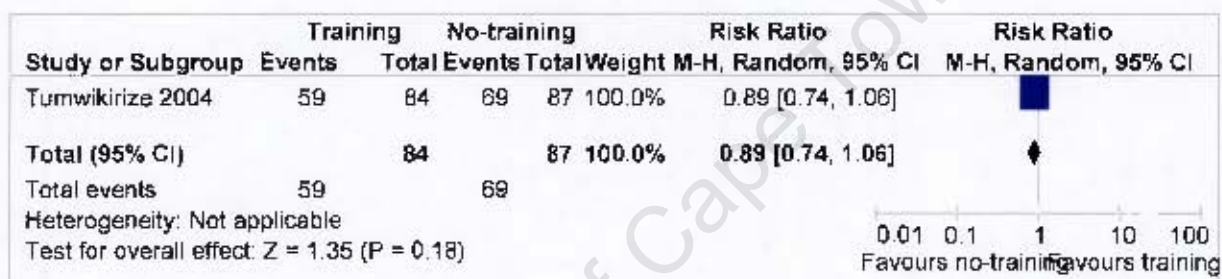 Training No-training Risk Ratio Risk Ratio
Study or Subgroup Events Total Events Total Weight M-H, Random, 95% CI M-H, Random, 95% CI
Tumwikirize 2004 59 84 69 87 100.0% 0.89 [0.74, 1.06]
Total (95% CI) 84 87 100.0% 0.89 [0.74, 1.06]
Total events 59 69
Heterogeneity: Not applicable
Test for overall effect: Z = 1.35 (P = 0.18)
0.01 0.1 1 10 100
Favours no-training Favours training
of Cape Town